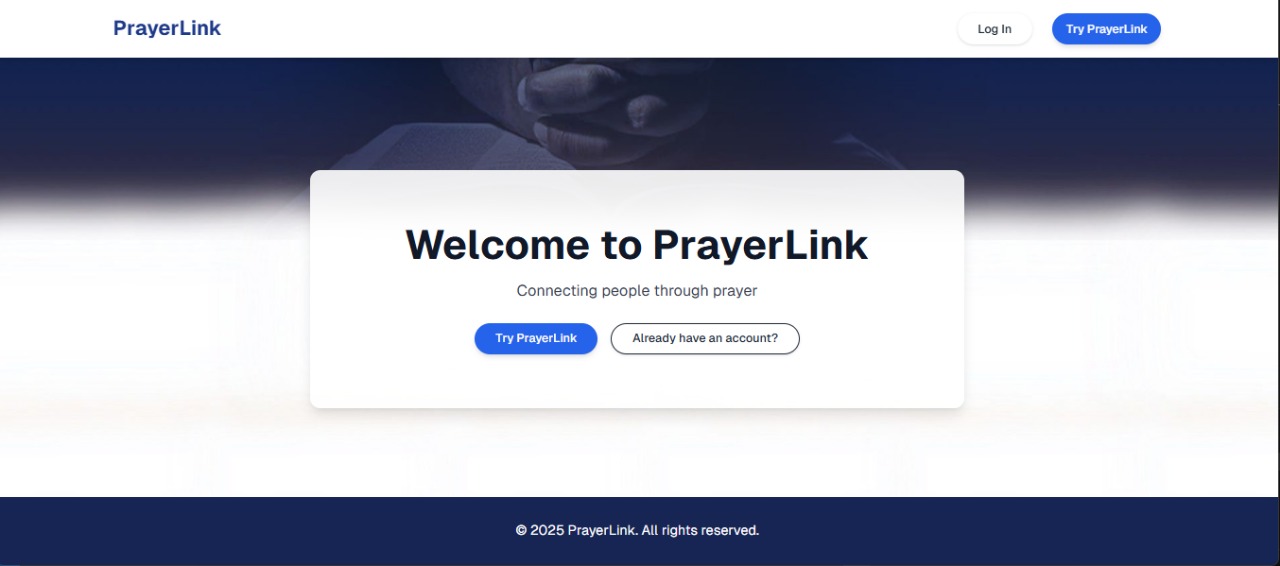 PrayerLink
Log In
Try PrayerLink
Welcome to PrayerLink
Connecting people through prayer
Try PrayerLink
Already have an account?
© 2025 PrayerLink. All rights reserved.